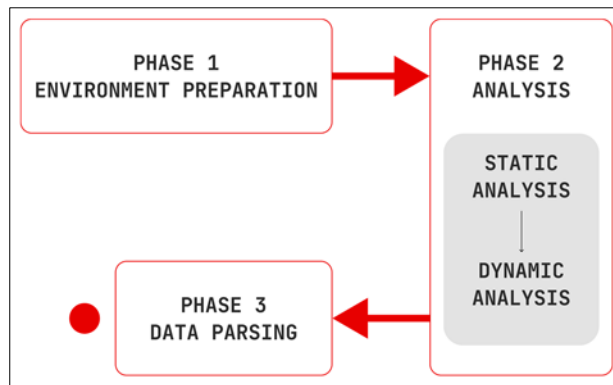 PHASE 1
ENVIRONMENT PREPARATION
PHASE 2
ANALYSIS
STATIC
ANALYSIS
DYNAMIC
ANALYSIS
PHASE 3
DATA PARSING